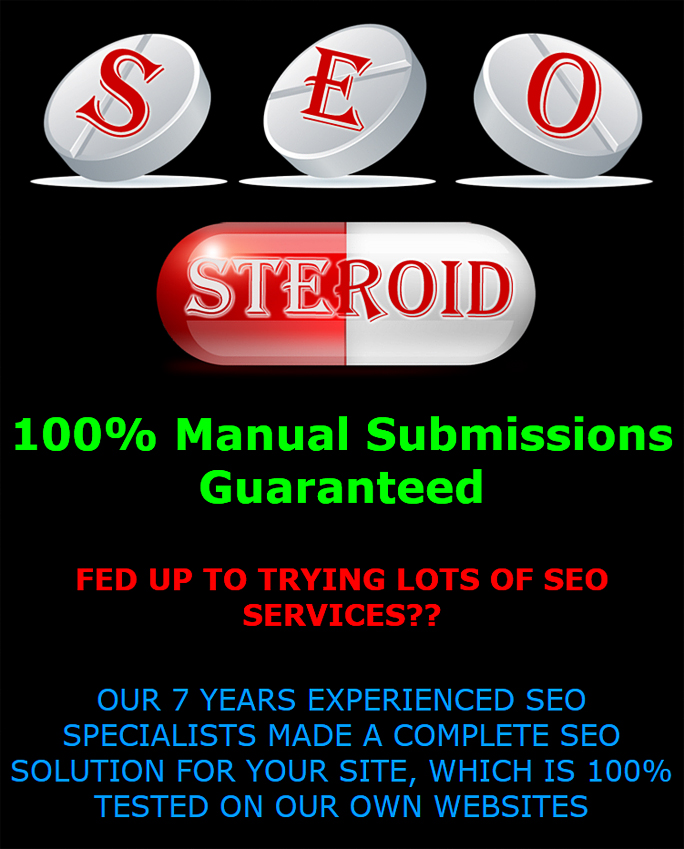 S E O
STEROID
100% Manual Submissions
Guaranteed
FED UP TO TRYING LOTS OF SEO
SERVICES??
OUR 7 YEARS EXPERIENCED SEO
SPECIALISTS MADE A COMPLETE SEO
SOLUTION FOR YOUR SITE, WHICH IS 100%
TESTED ON OUR OWN WEBSITES